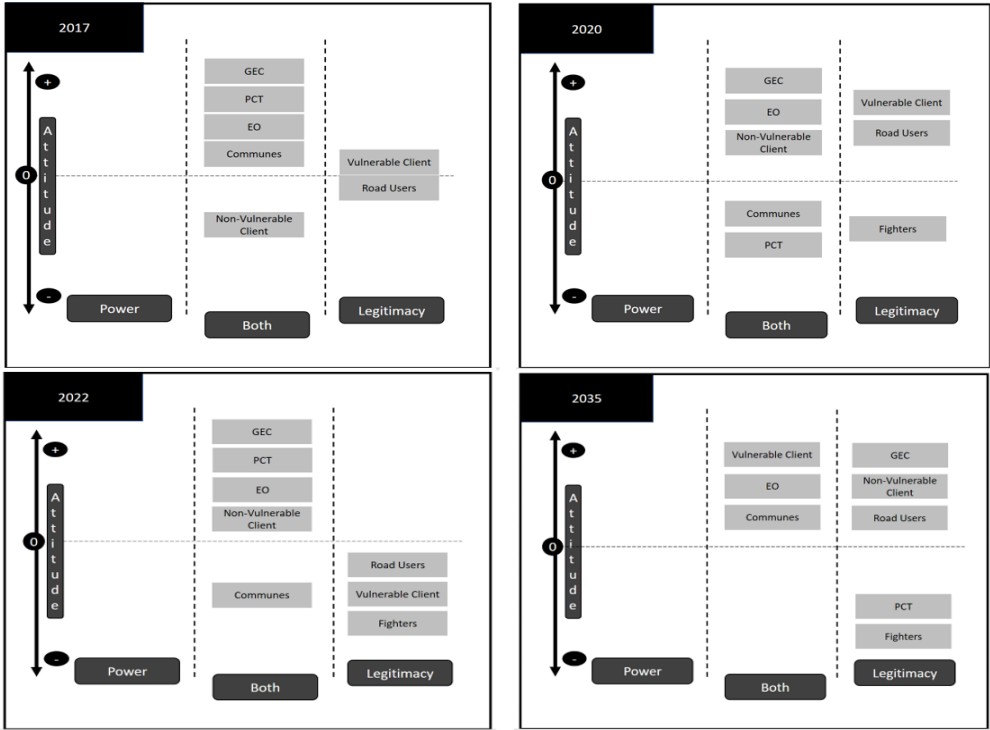 2017
+
GEC
PCT
EO
Communes
Vulnerable Client
0
Attitude
Road Users
Non-Vulnerable
Client
-
Power
Both
Legitimacy
2020
+
GEC
EO
Non-Vulnerable
Client
Vulnerable Client
Road Users
0
Attitude
Communes
PCT
Fighters
-
Power
Both
Legitimacy
2022
+
GEC
PCT
EO
Non-Vulnerable
Client
0
Attitude
Communes
Road Users
Vulnerable Client
Fighters
-
Power
Both
Legitimacy
2035
+
Vulnerable Client
EO
Communes
GEC
Non-Vulnerable
Client
Road Users
0
Attitude
PCT
Fighters
-
Power
Both
Legitimacy